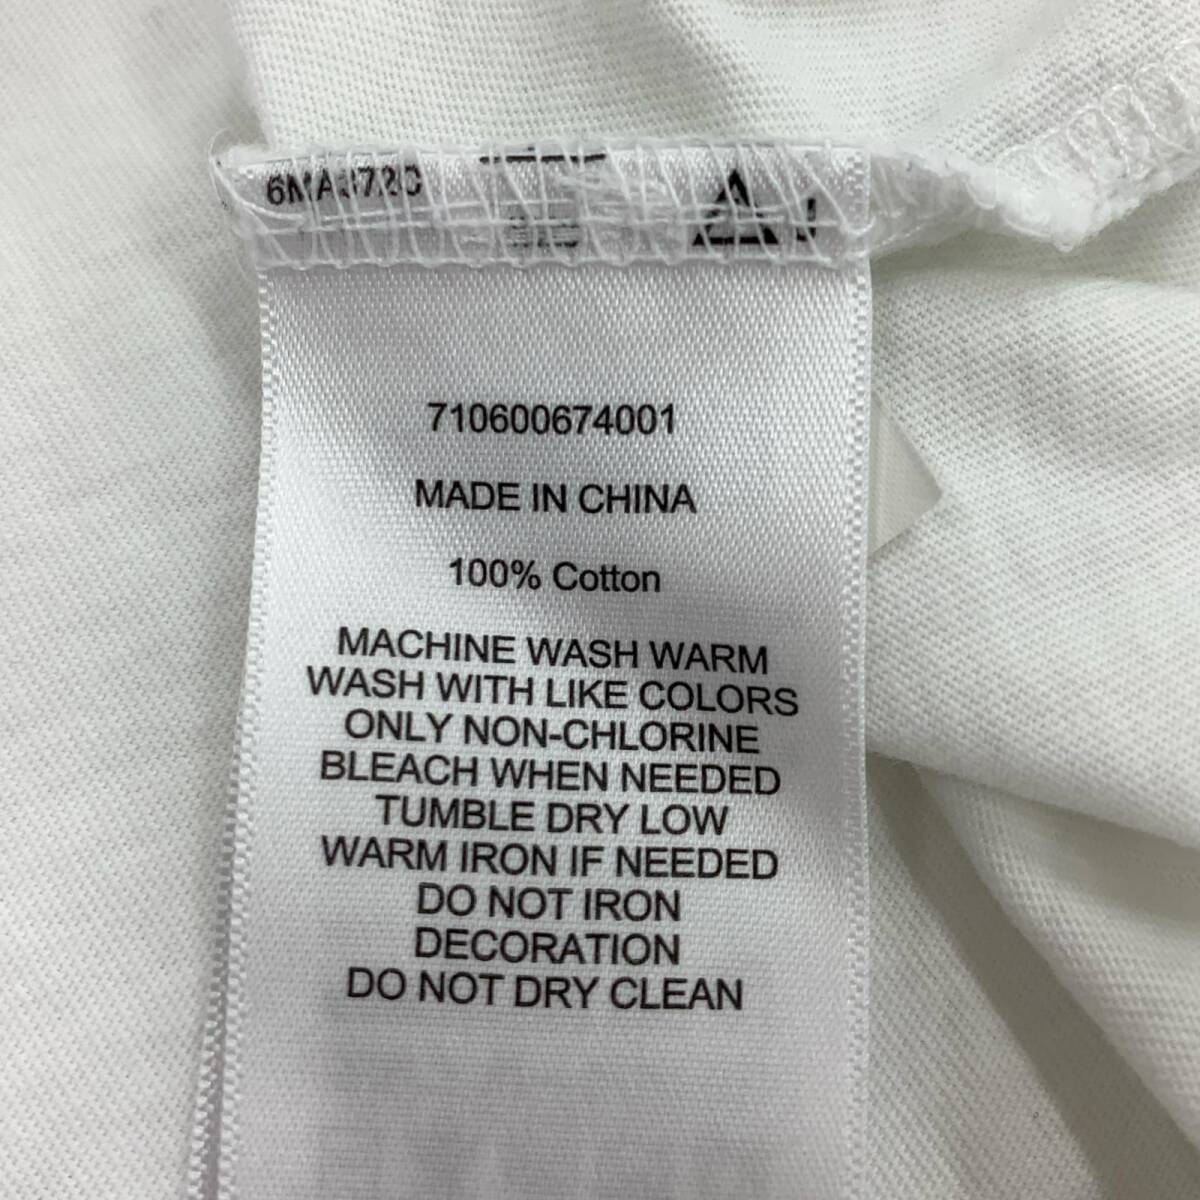 710600674001
MADE IN CHINA
100% Cotton
MACHINE WASH WARM
WASH WITH LIKE COLORS
ONLY NON-CHLORINE
BLEACH WHEN NEEDED
TUMBLE DRY LOW
WARM IRON IF NEEDED
DO NOT IRON
DECORATION
DO NOT DRY CLEAN